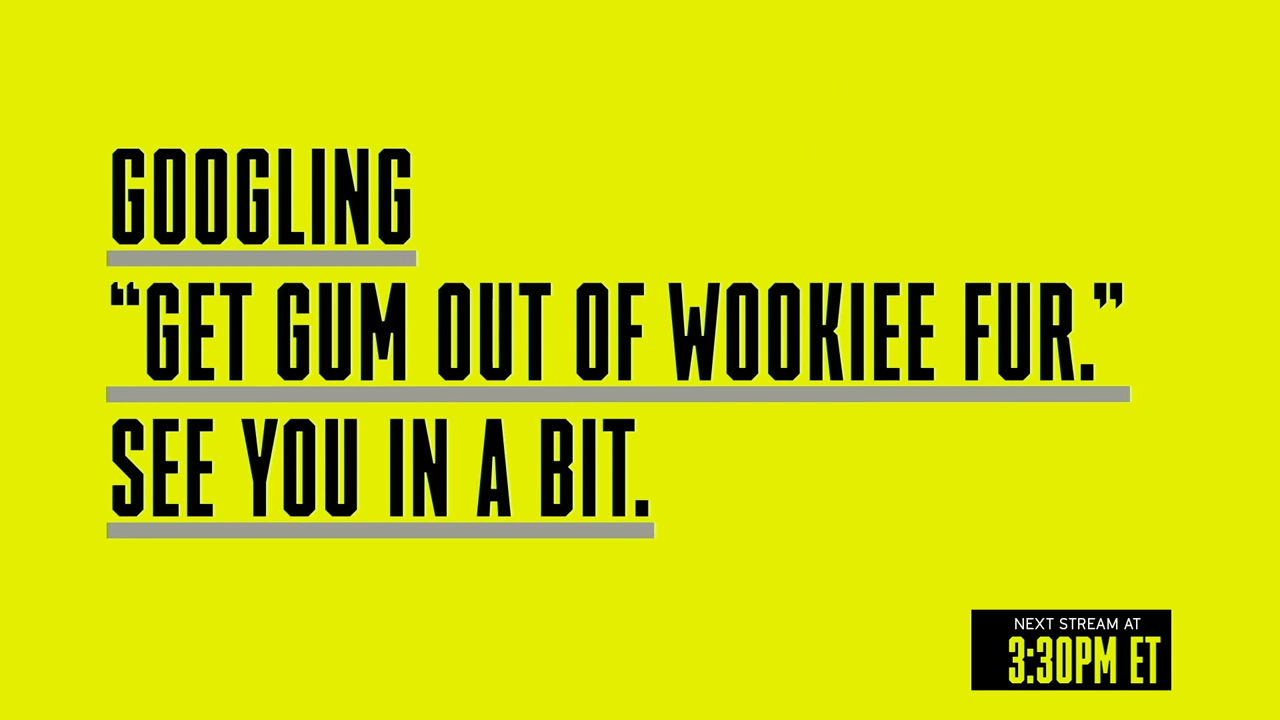 GOOGLING
“GET GUM OUT OF WOOKIEE FUR.”
SEE YOU IN A BIT.
NEXT STREAM AT
3:30PM ET